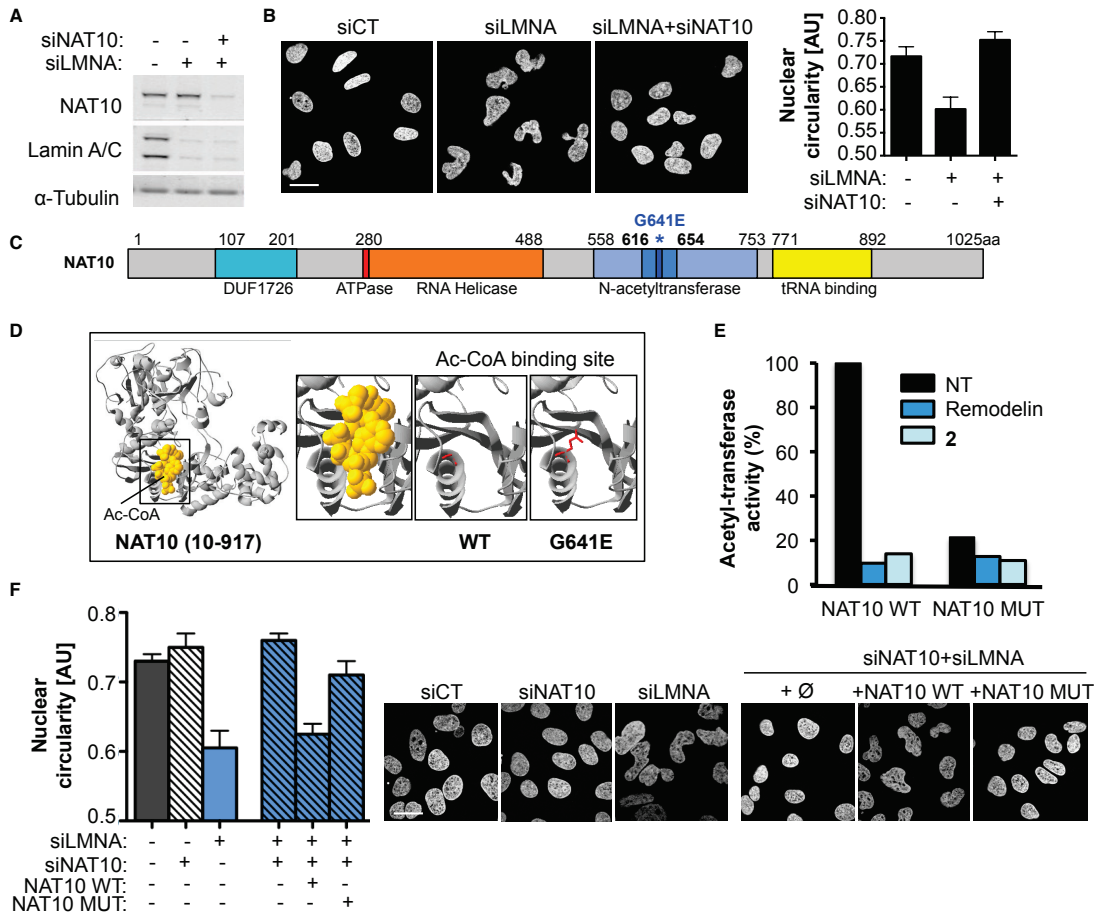 A
siNAT10: - - +
siLMNA: - + +
NAT10
Lamin A/C
α-Tubulin
B
siCT siLMNA siLMNA+siNAT10
Nuclear
circularity [AU]
0.80
0.75
0.70
0.65
0.60
0.55
0.50
siLMNA: - + +
siNAT10: - - +
C
G641E
1 107 201 280 488 558 616 * 654 753 771 892 1025aa
NAT10
DUF1726 ATPase RNA Helicase N-acetyltransferase tRNA binding
D
Ac-CoA binding site
Ac-CoA
NAT10 (10-917) WT G641E
E
Acetyl-transferase
activity (%)
100
80
60
40
20
0
NT
Remodelin
2
NAT10 WT NAT10 MUT
F
Nuclear
circularity [AU]
0.8
0.7
0.6
0.5
siLMNA: - - + + + +
siNAT10: - + - + + +
NAT10 WT: - - - - + -
NAT10 MUT: - - - - - +
siNAT10+siLMNA
siCT siNAT10 siLMNA + Ø +NAT10 WT +NAT10 MUT